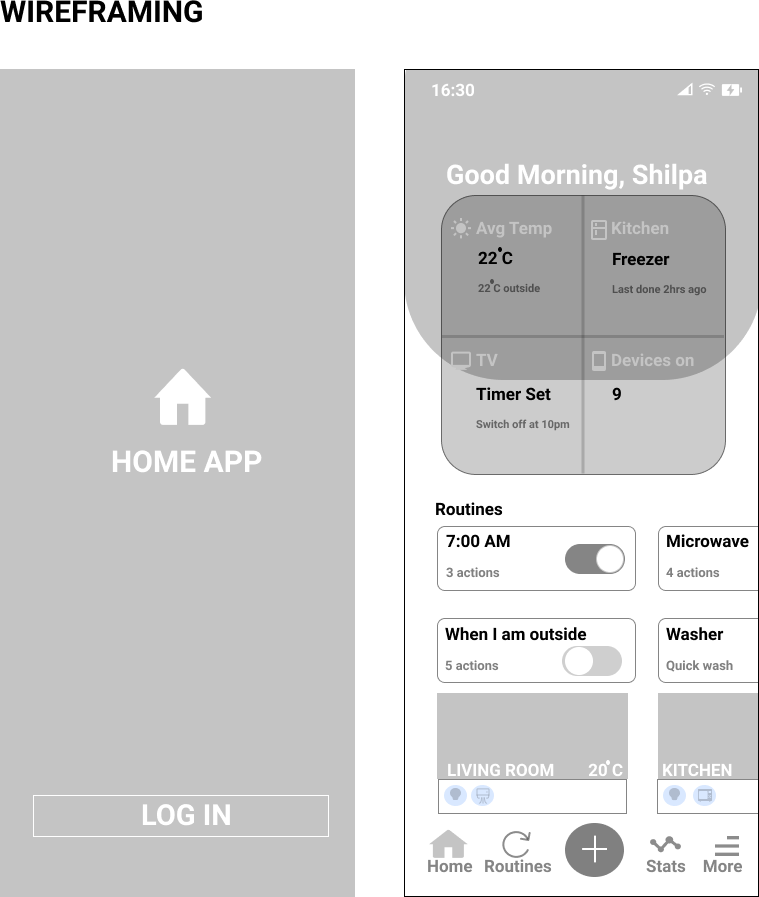 WIREFRAMING
HOME APP
LOG IN
16:30
Good Morning, Shilpa
Avg Temp
22°C
22°C outside
Kitchen
Freezer
Last done 2hrs ago
TV
Timer Set
Switch off at 10pm
Devices on
9
Routines
7:00 AM
3 actions
Microwave
4 actions
When I am outside
5 actions
Washer
Quick wash
LIVING ROOM 20°C
KITCHEN
Home Routines Stats More